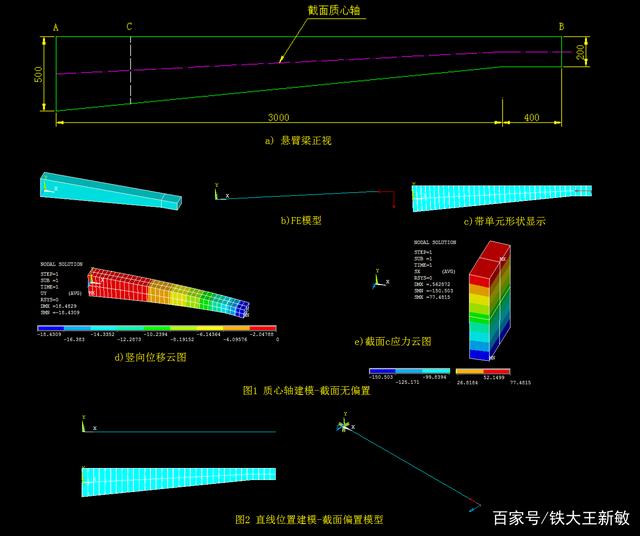 截面质心轴
A
C
B
500
200
3000
400
a) 悬臂梁正视
Y
X
Y
X
b)FE模型
c)带单元形状显示
NODAL SOLUTION
STEP=1
SUB =1
TIME=1
UY (AVG)
RSYS=0
DMX =18.4829
SMN =-18.4309
MX
MN
-18.4309
-16.383
-14.3352
-12.2873
-10.2394
-8.19152
-6.14364
-4.09576
-2.04788
0
d)竖向位移云图
NODAL SOLUTION
STEP=1
SUB =1
TIME=1
SX (AVG)
RSYS=0
DMX =.562872
SMN =-150.503
SMX =77.4815
Y
X
MX
MN
e)截面c应力云图
-150.503
-125.171
-99.8394
26.8184
52.1499
77.4815
图1 质心轴建模-截面无偏置
Y
X
Y
图2 直线位置建模-截面偏置模型
百家号/铁大王新敏